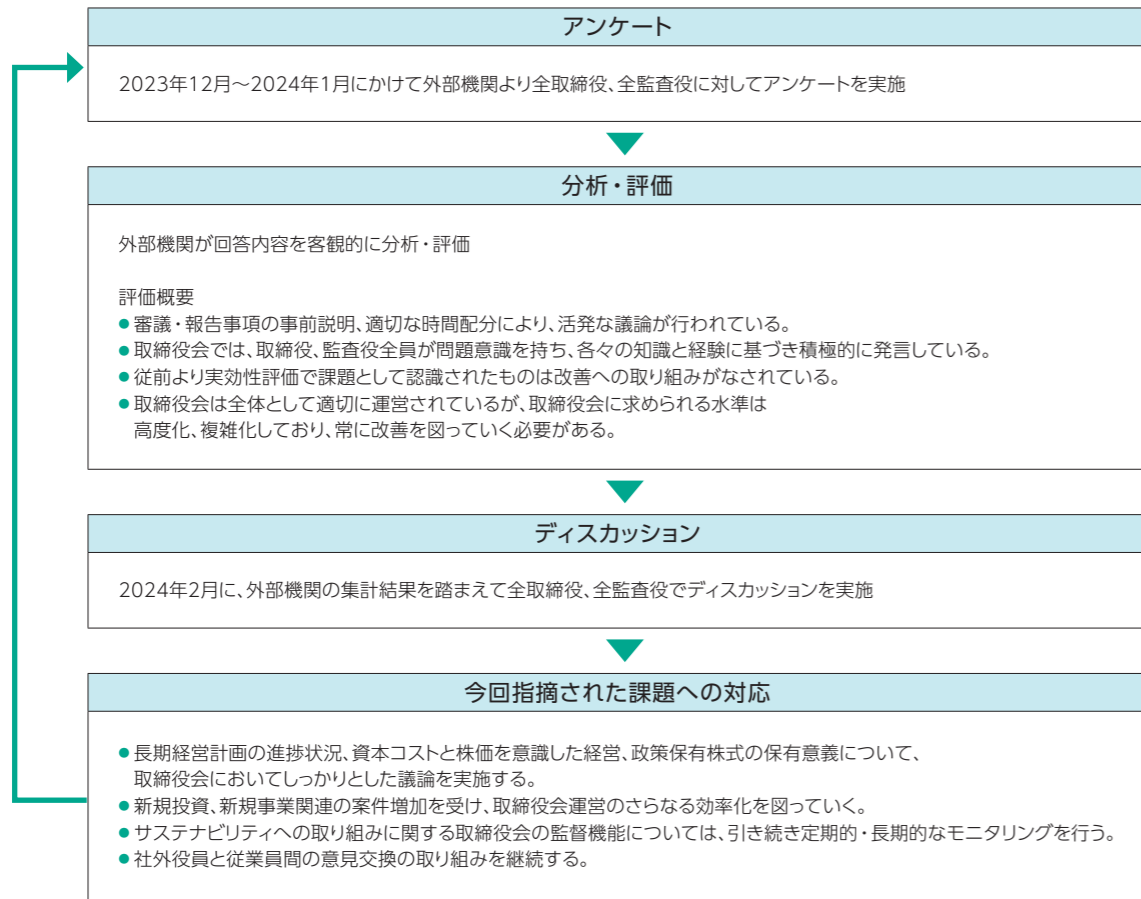 アンケート
2023年12月～2024年1月にかけて外部機関より全取締役、全監査役に対してアンケートを実施
分析・評価
外部機関が回答内容を客観的に分析・評価
評価概要
●審議・報告事項の事前説明、適切な時間配分により、活発な議論が行われている。
●取締役会では、取締役、監査役全員が問題意識を持ち、各々の知識と経験に基づき積極的に発言している。
●従前より実効性評価で課題として認識されたものは改善への取り組みがなされている。
●取締役会は全体として適切に運営されているが、取締役会に求められる水準は
高度化、複雑化しており、常に改善を図っていく必要がある。
ディスカッション
2024年2月に、外部機関の集計結果を踏まえて全取締役、全監査役でディスカッションを実施
今回指摘された課題への対応
●長期経営計画の進捗状況、資本コストと株価を意識した経営、政策保有株式の保有意義について、
取締役会においてしっかりとした議論を実施する。
●新規投資、新規事業関連の案件増加を受け、取締役会運営のさらなる効率化を図っていく。
●サステナビリティへの取り組みに関する取締役会の監督機能については、引き続き定期的・長期的なモニタリングを行う。
●社外役員と従業員間の意見交換の取り組みを継続する。